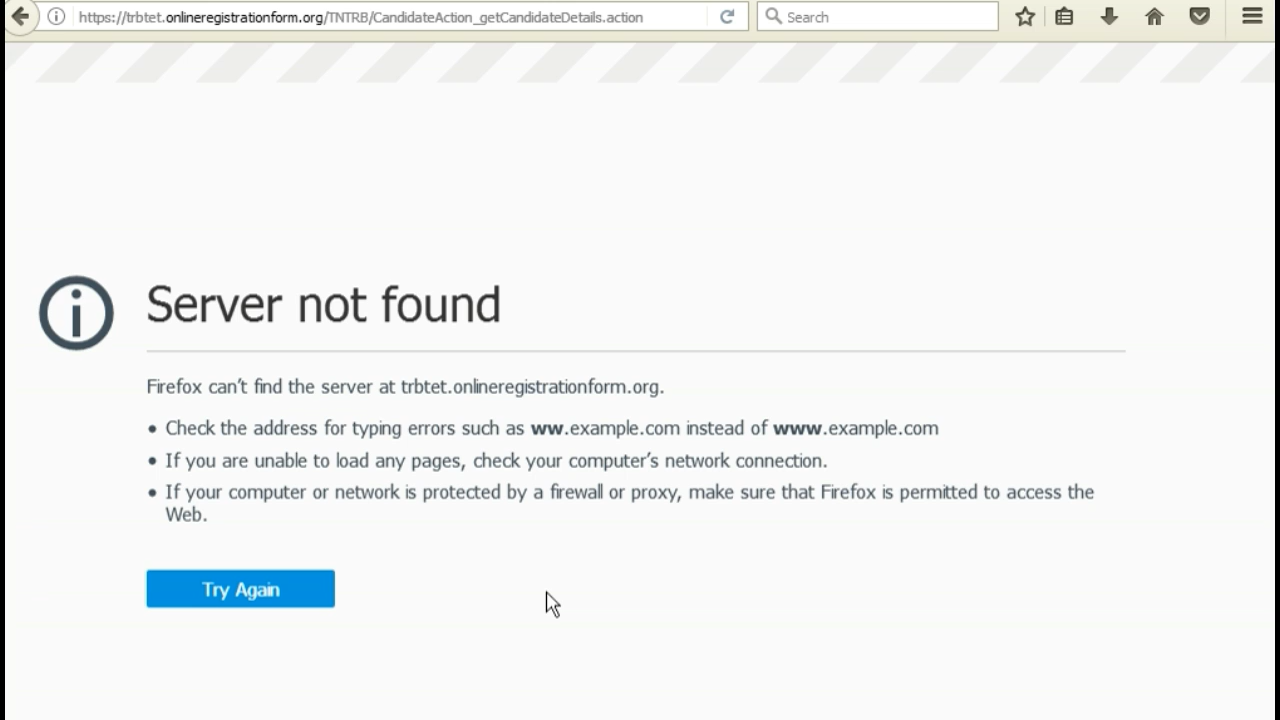 https://trbtet.onlineregistrationform.org/TNTRB/CandidateAction_getCandidateDetails.action
Search
Server not found
Firefox can't find the server at trbtet.onlineregistrationform.org.
• Check the address for typing errors such as ww.example.com instead of www.example.com
• If you are unable to load any pages, check your computer's network connection.
• If your computer or network is protected by a firewall or proxy, make sure that Firefox is permitted to access the
Web.
Try Again